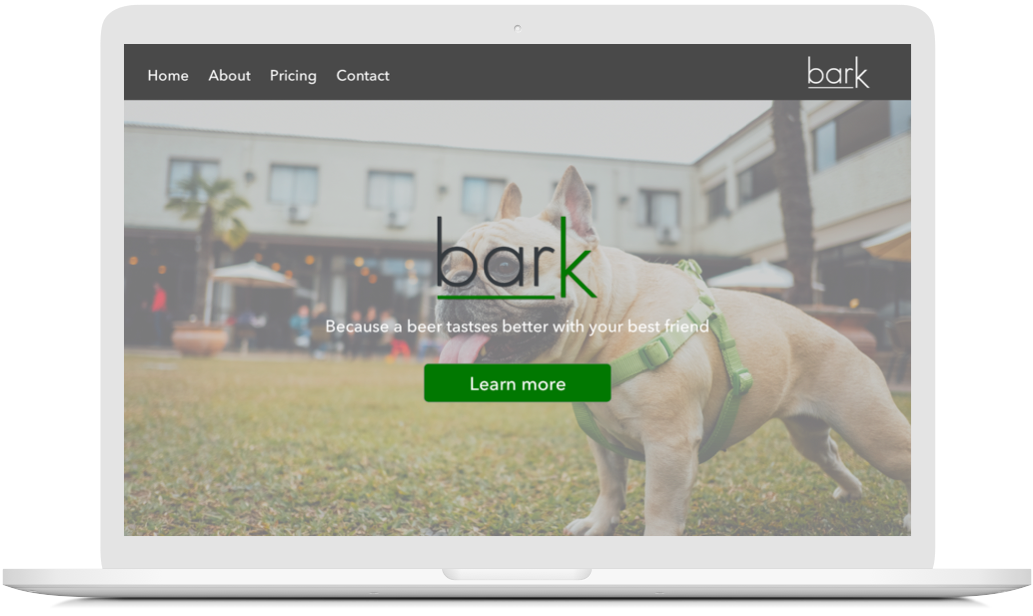 Home About Pricing Contact bark
bark
Because a beer tastses better with your best friend
Learn more